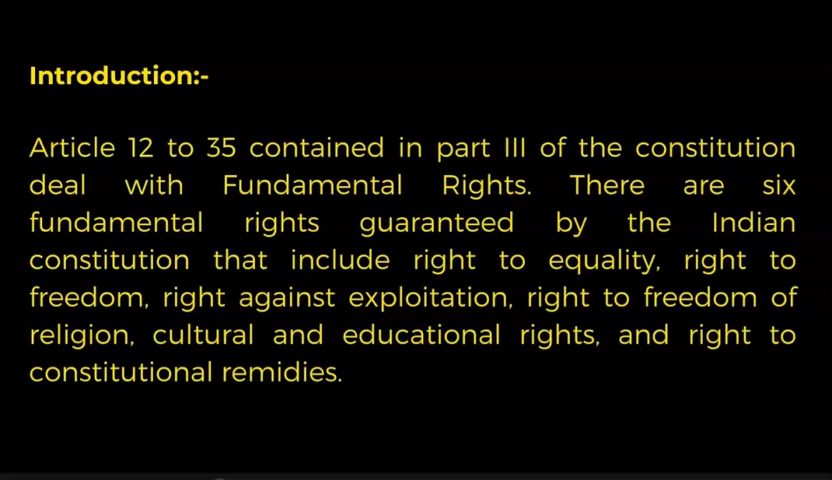 Introduction:-
Article 12 to 35 contained in part III of the constitution
deal with Fundamental Rights. There are six
fundamental rights guaranteed by the Indian
constitution that include right to equality, right to
freedom, right against exploitation, right to freedom of
religion, cultural and educational rights, and right to
constitutional remidies.